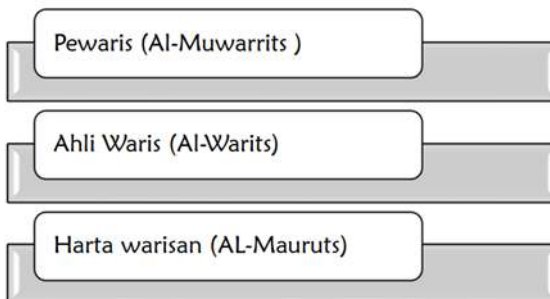 Pewaris (Al-Muwarrits )
Ahli Waris (Al-Warits)
Harta warisan (AL-Mauruts)